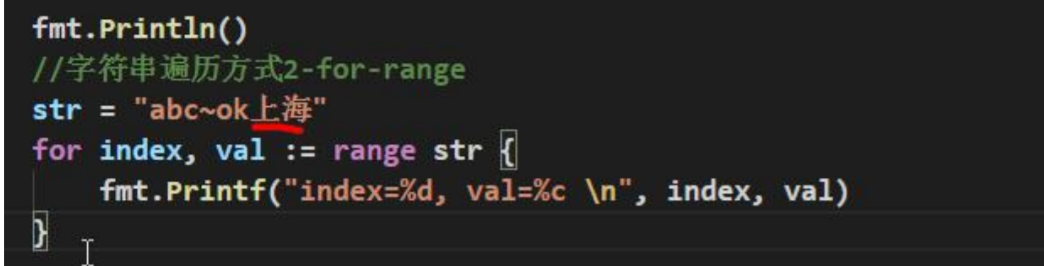 fmt.Println()
//字符串遍历方式2-for-range
str = "abc~ok上海"
for index, val := range str {
    fmt.Printf("index=%d, val=%c \n", index, val)
}